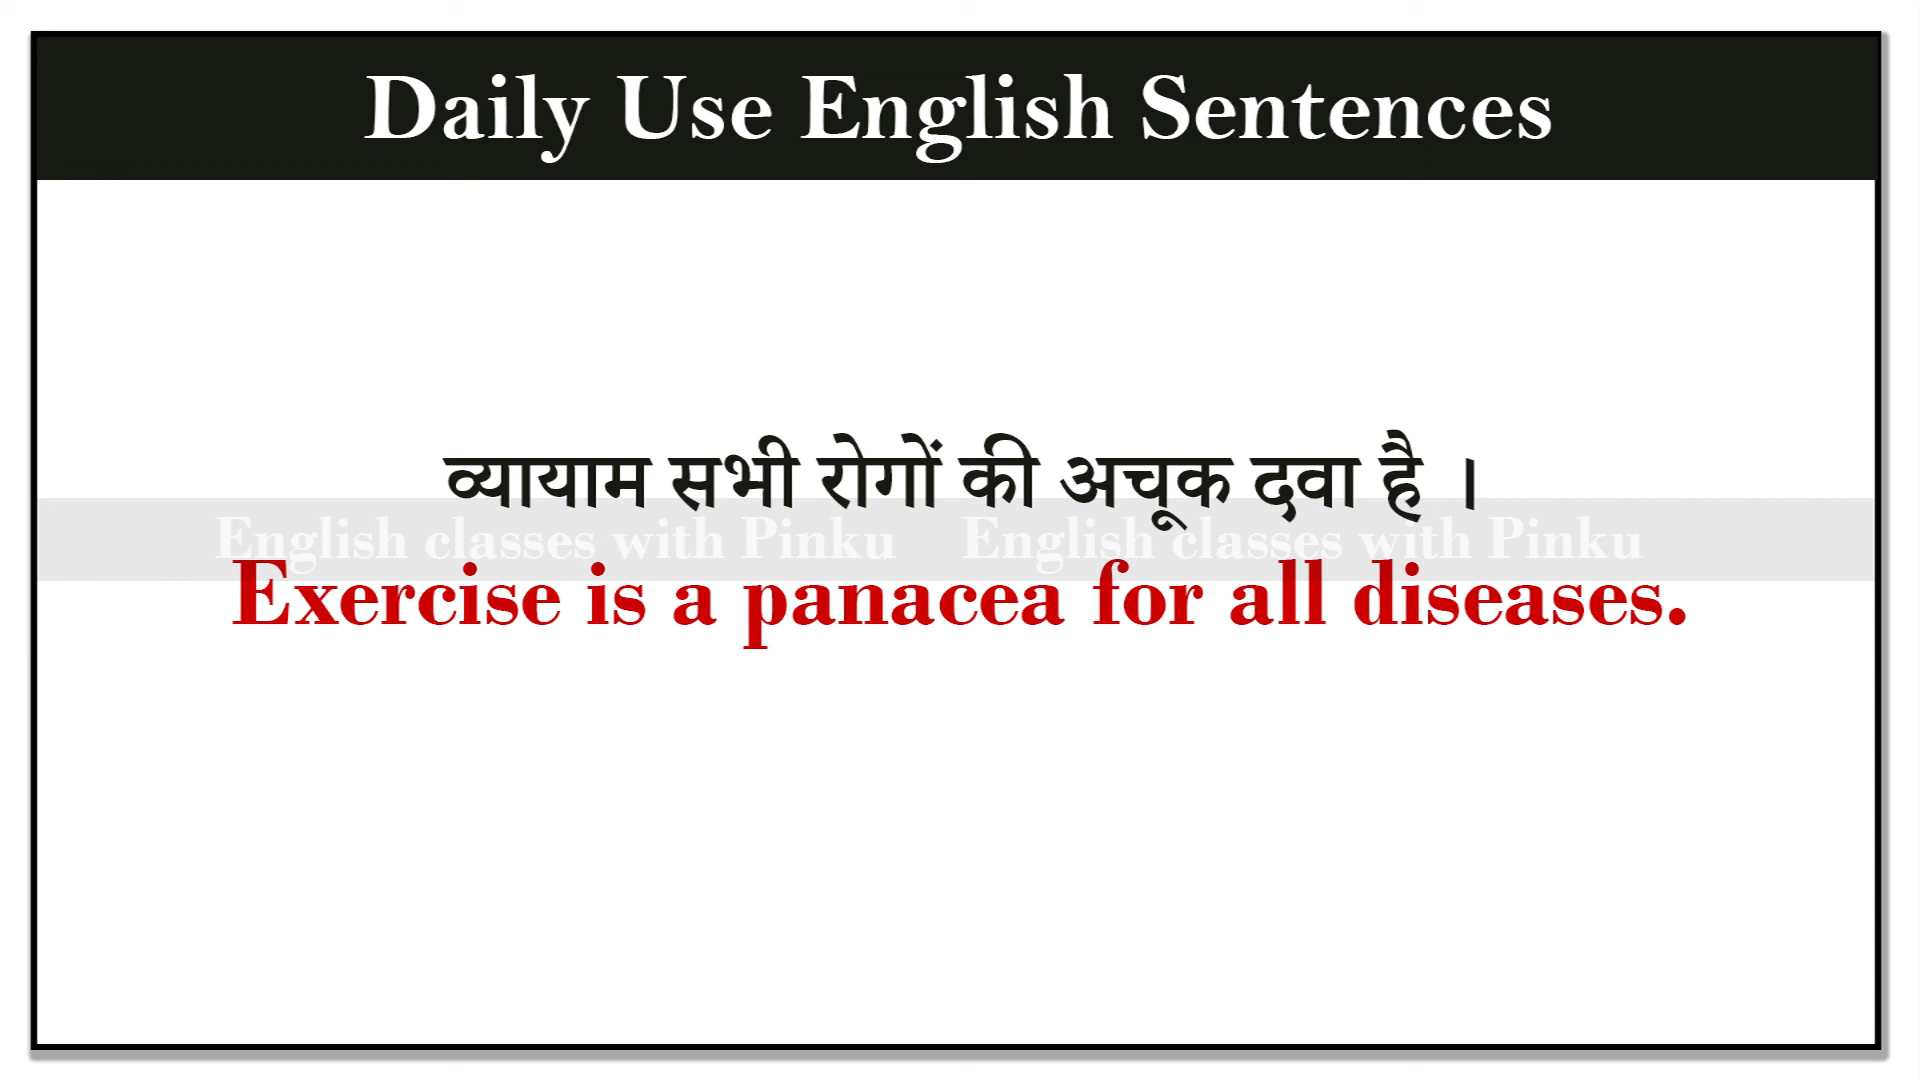 Daily Use English Sentences
व्यायाम सभी रोगों की अचूक दवा है ।
English classes with Pinku English classes with Pinku
Exercise is a panacea for all diseases.